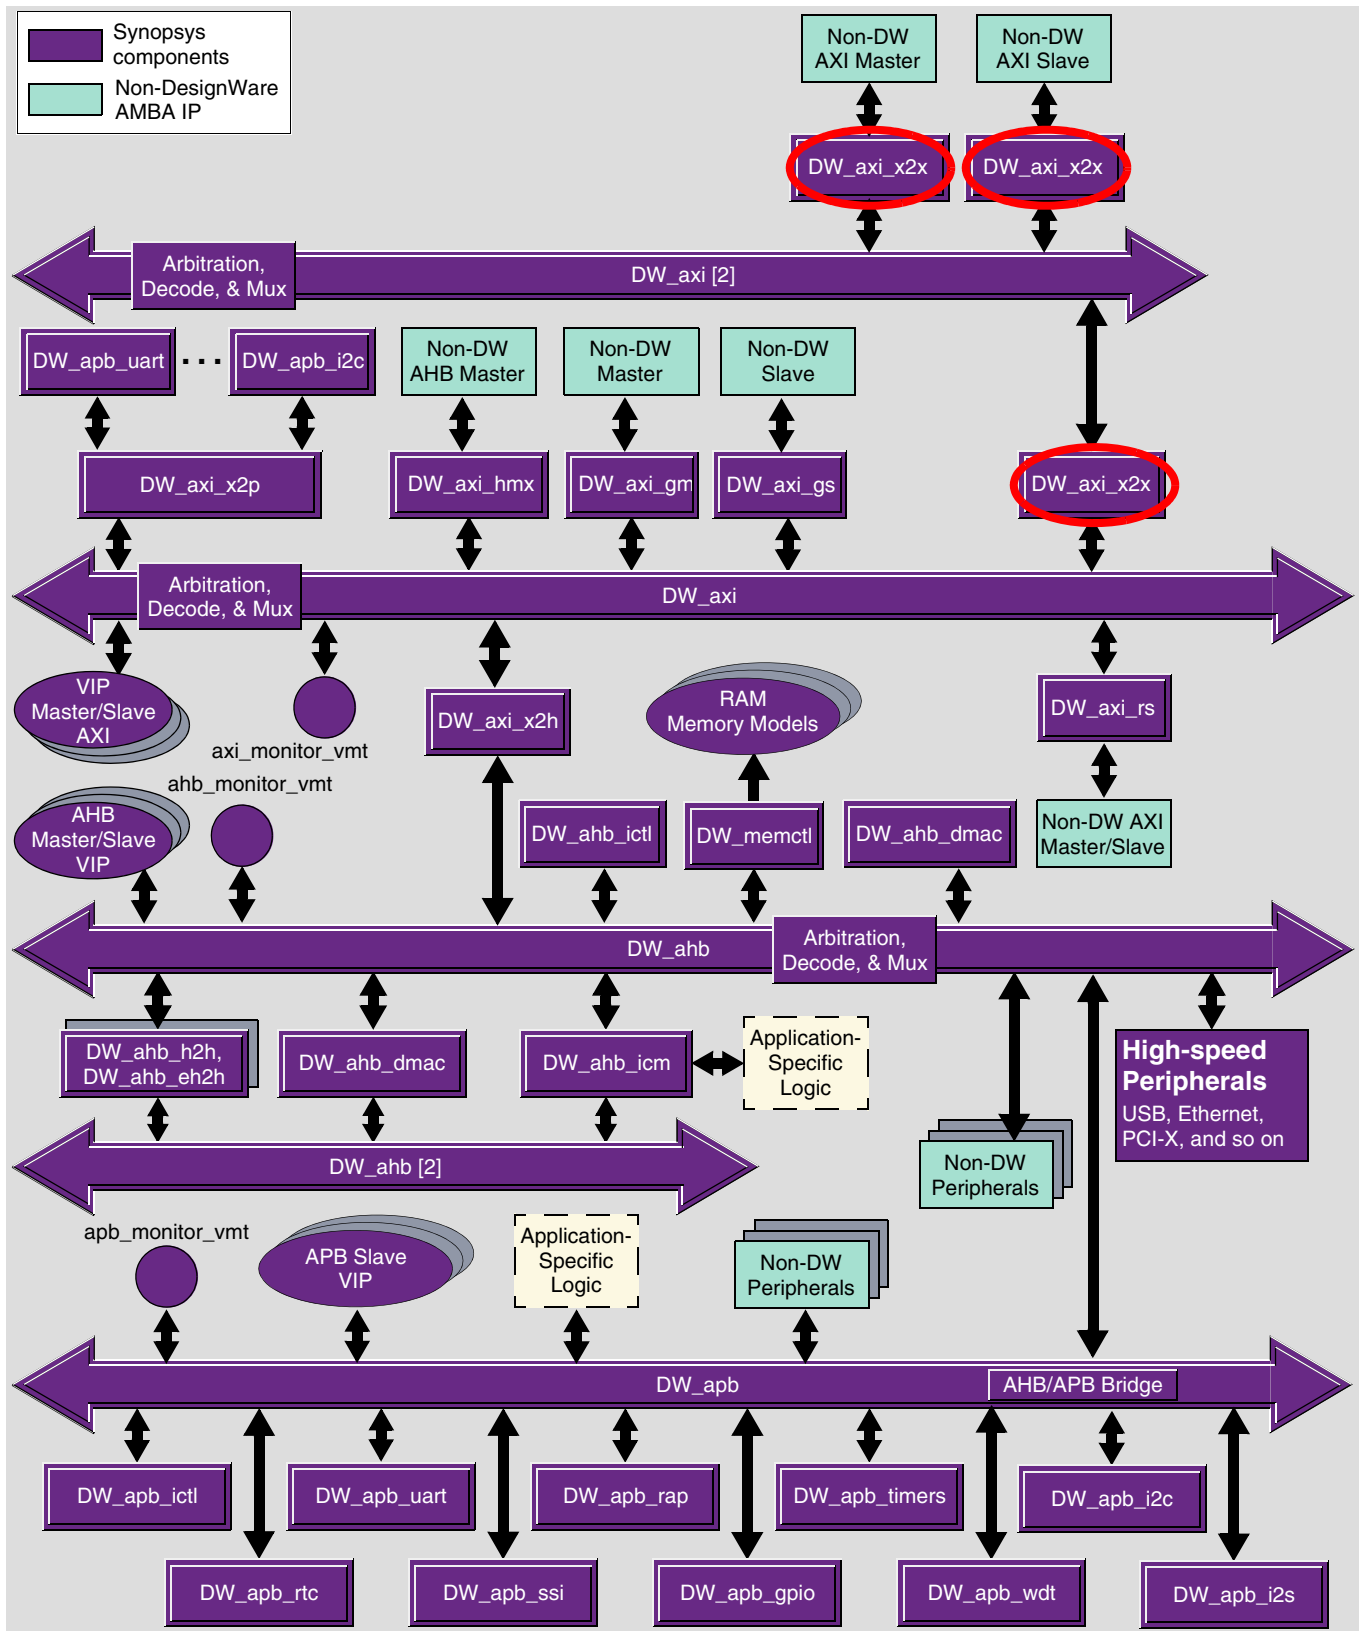 Synopsys
components
Non-DesignWare
AMBA IP
Non-DW
AXI Master
Non-DW
AXI Slave
DW_axi_x2x
DW_axi_x2x
Arbitration,
Decode, & Mux
DW_axi [2]
DW_apb_uart
. . .
DW_apb_i2c
Non-DW
AHB Master
Non-DW
Master
Non-DW
Slave
DW_axi_x2p
DW_axi_hmx
DW_axi_gm
DW_axi_gs
DW_axi_x2x
Arbitration,
Decode, & Mux
DW_axi
VIP
Master/Slave
AXI
axi_monitor_vmt
DW_axi_x2h
RAM
Memory Models
DW_axi_rs
ahb_monitor_vmt
AHB
Master/Slave
VIP
DW_ahb_ictl
DW_memctl
DW_ahb_dmac
Non-DW AXI
Master/Slave
DW_ahb
Arbitration,
Decode, & Mux
DW_ahb_h2h,
DW_ahb_eh2h
DW_ahb_dmac
DW_ahb_icm
Application-
Specific
Logic
High-speed
Peripherals
USB, Ethernet,
PCI-X, and so on
DW_ahb [2]
Non-DW
Peripherals
apb_monitor_vmt
APB Slave
VIP
Application-
Specific
Logic
Non-DW
Peripherals
DW_apb
AHB/APB Bridge
DW_apb_ictl
DW_apb_uart
DW_apb_rap
DW_apb_timers
DW_apb_i2c
DW_apb_rtc
DW_apb_ssi
DW_apb_gpio
DW_apb_wdt
DW_apb_i2s